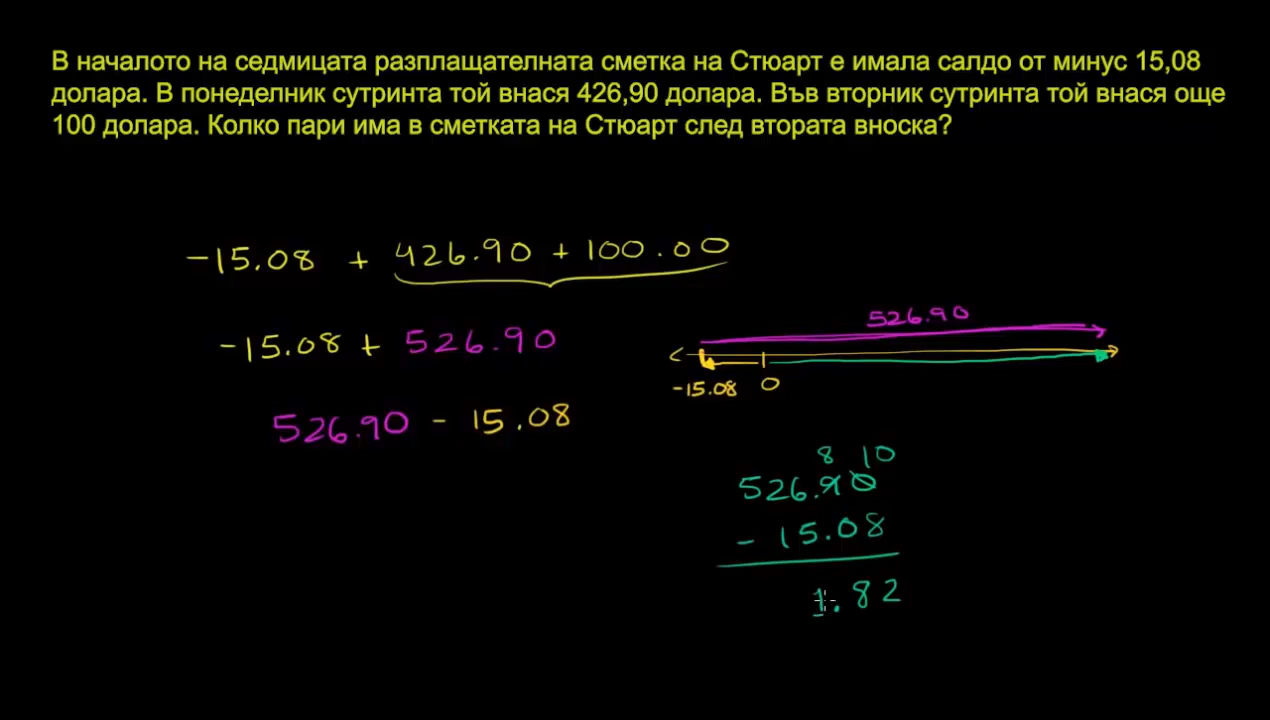 В началото на седмицата разплащателната сметка на Стюарт е имала салдо от минус 15,08
долара. В понеделник сутринта той внася 426,90 долара. Във вторник сутринта той внася още
100 долара. Колко пари има в сметката на Стюарт след втората вноска?
-15.08 + 426.90 + 100.00
526.90
-15.08 + 526.90
-15.08 0
526.90 - 15.08
8 10
526.90
- 15.08
1.82